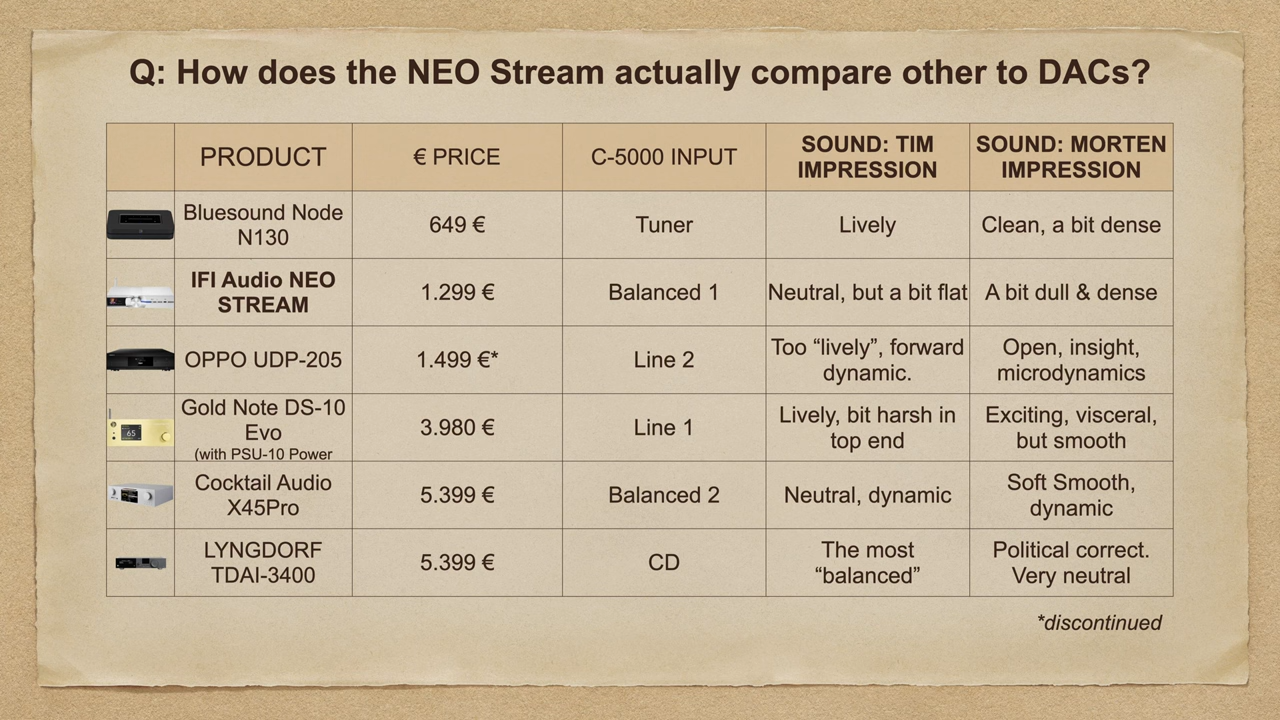 Q: How does the NEO Stream actually compare other to DACs?
PRODUCT
€ PRICE
C-5000 INPUT
SOUND: TIM
IMPRESSION
SOUND: MORTEN
IMPRESSION
Bluesound Node
N130
649 €
Tuner
Lively
Clean, a bit dense
IFI Audio NEO
STREAM
1.299 €
Balanced 1
Neutral, but a bit flat
A bit dull & dense
OPPO UDP-205
1.499 €*
Line 2
Too “lively”, forward
dynamic.
Open, insight,
microdynamics
Gold Note DS-10
Evo
(with PSU-10 Power
3.980 €
Line 1
Lively, bit harsh in
top end
Exciting, visceral,
but smooth
Cocktail Audio
X45Pro
5.399 €
Balanced 2
Neutral, dynamic
Soft Smooth,
dynamic
LYNGDORF
TDAI-3400
5.399 €
CD
The most
“balanced”
Political correct.
Very neutral
*discontinued